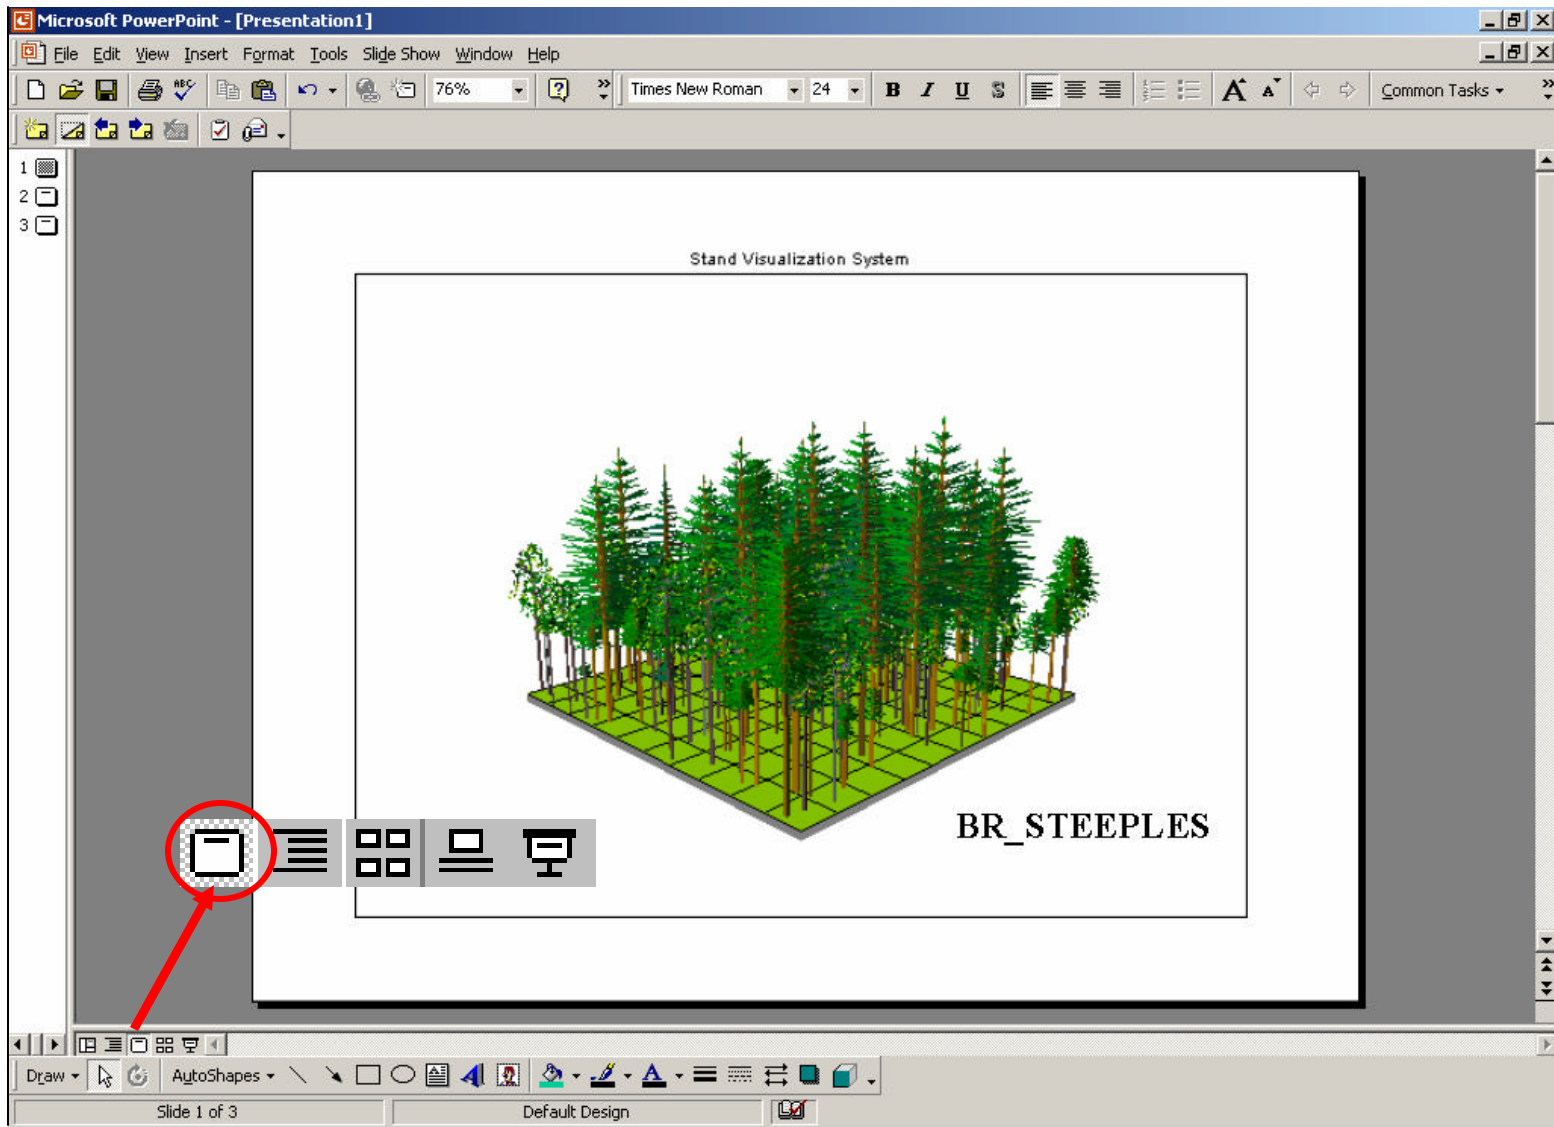 Microsoft PowerPoint - [Presentation1]
File Edit View Insert Format Tools Slide Show Window Help
ABC 76% ? » Times New Roman 24 B I U S A A Common Tasks »
1
2
3
Stand Visualization System
BR_STEEPLES
Draw AutoShapes A A
Slide 1 of 3 Default Design